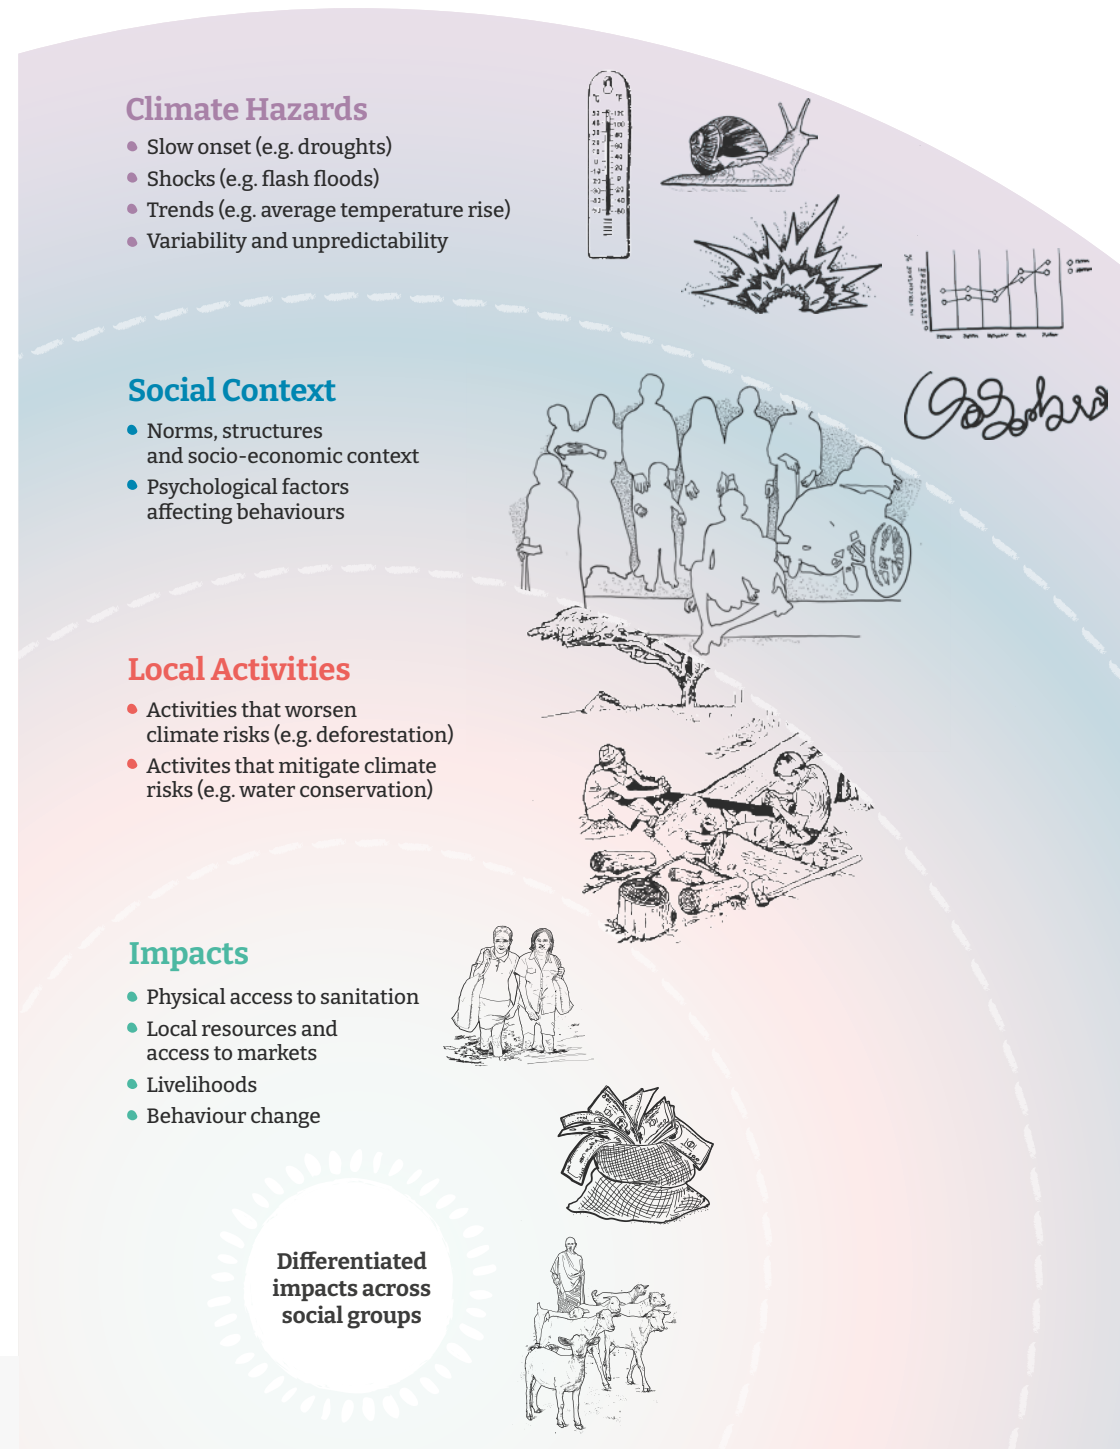 Climate Hazards
Slow onset (e.g. droughts)
Shocks (e.g. flash floods)
Trends (e.g. average temperature rise)
Variability and unpredictability
°C °F
IN PERCENTAGE %
Social Context
Norms, structures
and socio-economic context
Psychological factors
affecting behaviours
Local Activities
Activities that worsen
climate risks (e.g. deforestation)
Activites that mitigate climate
risks (e.g. water conservation)
Impacts
Physical access to sanitation
Local resources and
access to markets
Livelihoods
Behaviour change
Differentiated
impacts across
social groups